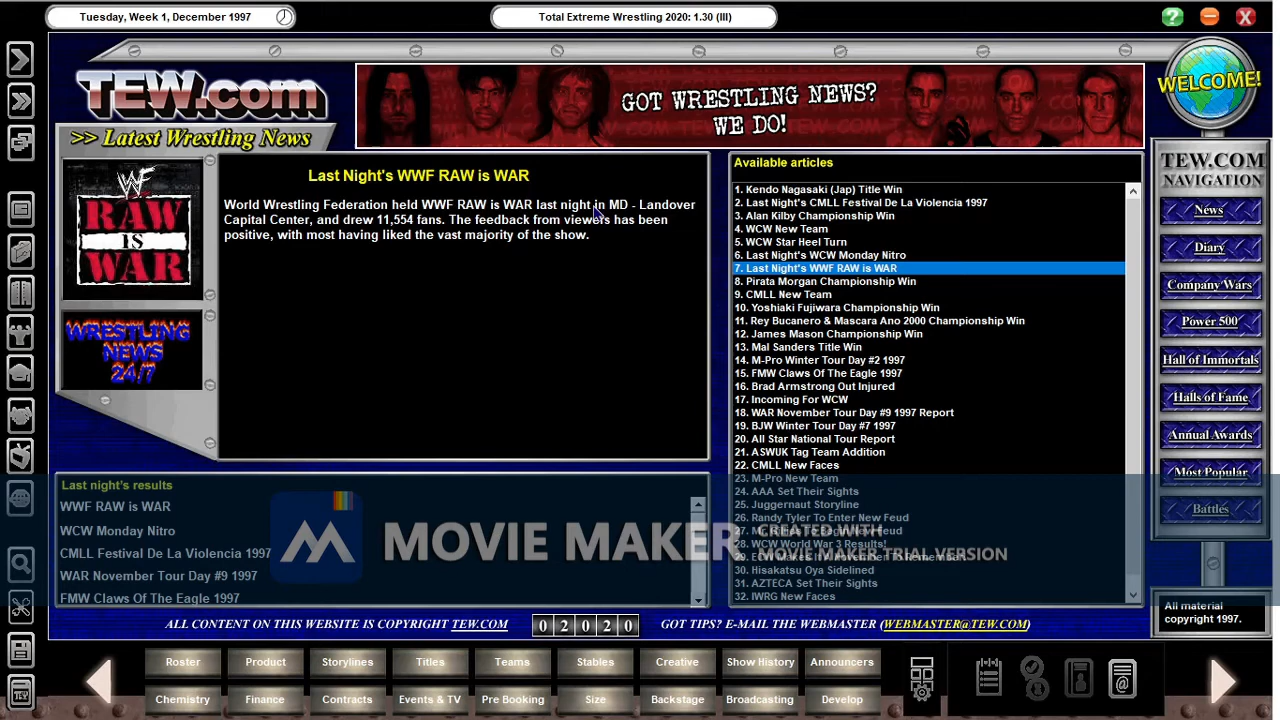 Tuesday, Week 1, December 1997
Total Extreme Wrestling 2020: 1.30 (III)
TEW.com
>> Latest Wrestling News
GOT WRESTLING NEWS?
WE DO!
WELCOME!
WWF
RAW
IS
WAR
WRESTLING
NEWS
24/7
Last Night's WWF RAW is WAR
World Wrestling Federation held WWF RAW is WAR last night in MD - Landover
Capital Center, and drew 11,554 fans. The feedback from viewers has been
positive, with most having liked the vast majority of the show.
Available articles
1. Kendo Nagasaki (Jap) Title Win
2. Last Night's CMLL Festival De La Violencia 1997
3. Alan Kilby Championship Win
4. WCW New Team
5. WCW Star Heel Turn
6. Last Night's WCW Monday Nitro
7. Last Night's WWF RAW is WAR
8. Pirata Morgan Championship Win
9. CMLL New Team
10. Yoshiaki Fujiwara Championship Win
11. Rey Bucanero & Mascara Ano 2000 Championship Win
12. James Mason Championship Win
13. Mal Sanders Title Win
14. M-Pro Winter Tour Day #2 1997
15. FMW Claws Of The Eagle 1997
16. Brad Armstrong Out Injured
17. Incoming For WCW
18. WAR November Tour Day #9 1997 Report
19. BJW Winter Tour Day #7 1997
20. All Star National Tour Report
21. ASWUK Tag Team Addition
22. CMLL New Faces
23. M-Pro New Team
24. AAA Set Their Sights
25. Juggernaut Storyline
26. Randy Tyler To Enter New Feud
28. WCW World War 3 Results!
30. Hisakatsu Oya Sidelined
31. AZTECA Set Their Sights
32. IWRG New Faces
TEW.COM
NAVIGATION
News
Diary
Company Wars
Power 500
Hall of Immortals
Halls of Fame
Annual Awards
Most Popular
Battles
All material
copyright 1997.
Last night's results
WWF RAW is WAR
WCW Monday Nitro
CMLL Festival De La Violencia 1997
WAR November Tour Day #9 1997
FMW Claws Of The Eagle 1997
MOVIE MAKER
CREATED WITH
MOVIE MAKER TRIAL VERSION
ALL CONTENT ON THIS WEBSITE IS COPYRIGHT TEW.COM
02020
GOT TIPS? E-MAIL THE WEBMASTER (WEBMASTER@TEW.COM)
Roster
Product
Storylines
Titles
Teams
Stables
Creative
Show History
Announcers
Chemistry
Finance
Contracts
Events & TV
Pre Booking
Size
Backstage
Broadcasting
Develop
TEW